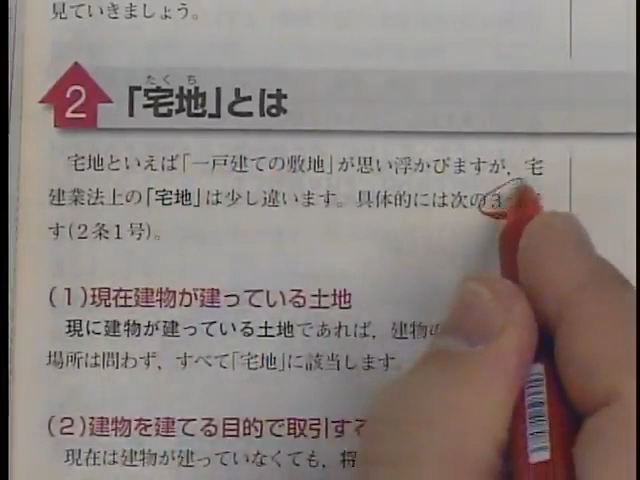 見ていきましょう。
2 「宅地」とは
たくち
宅地といえば「一戸建ての敷地」が思い浮かびますが、宅
建業法上の「宅地」は少し違います。具体的には次の3
す(2条1号)。
(1)現在建物が建っている土地
現に建物が建っている土地であれば、建物
場所は問わず、すべて「宅地」に該当します。
(2)建物を建てる目的で取引する
現在は建物が建っていなくても、将